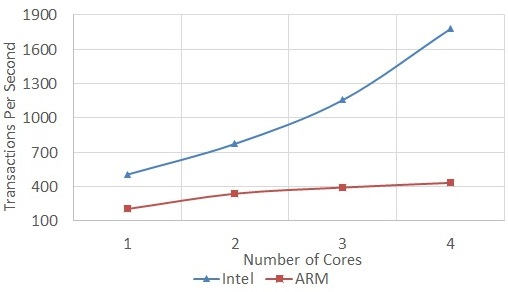 1900
1600
1300
1000
700
400
100
Transactions Per Second
1 2 3 4
Number of Cores
Intel ARM